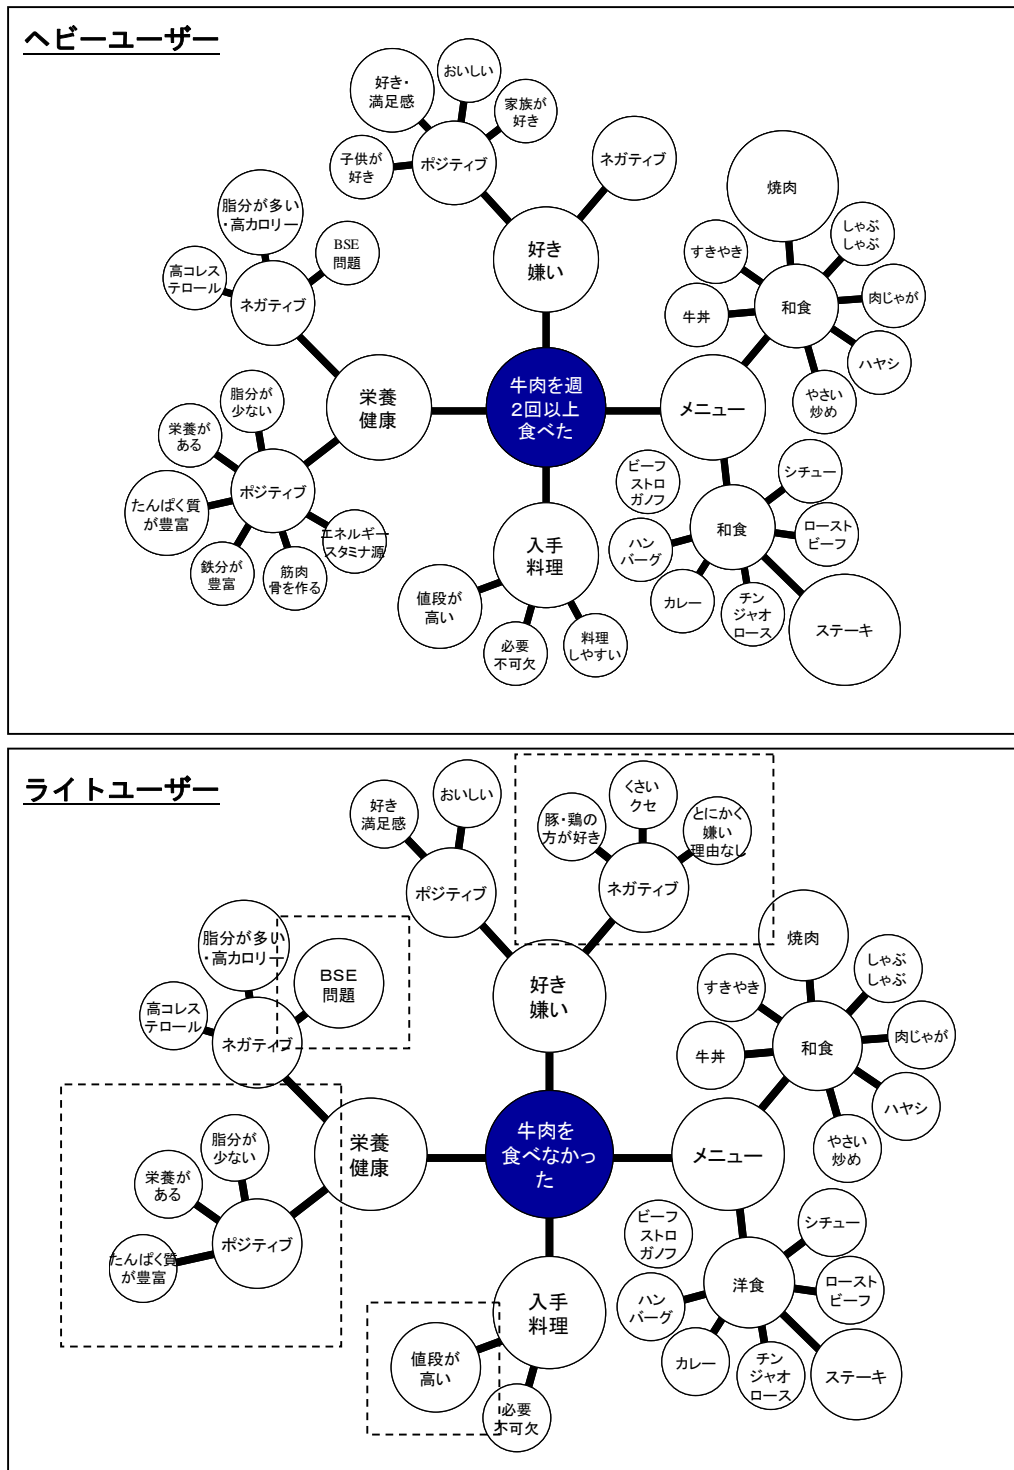 ヘビーユーザー
好き・
満足感
おいしい
家族が
好き
子供が
好き
ポジティブ
ネガティブ
好き
嫌い
脂分が多い
・高カロリー
BSE
問題
高コレス
テロール
ネガティブ
栄養
健康
脂分が
少ない
栄養が
ある
たんぱく質
が豊富
ポジティブ
鉄分が
豊富
筋肉
骨を作る
エネルギー
スタミナ源
牛肉を週
2回以上
食べた
入手
料理
値段が
高い
必要
不可欠
料理
しやすい
メニュー
焼肉
すきやき
しゃぶ
しゃぶ
牛丼
和食
肉じゃが
ハヤシ
やさい
炒め
ビーフ
ストロ
ガノフ
シチュー
ハン
バーグ
和食
ロースト
ビーフ
カレー
チン
ジャオ
ロース
ステーキ
ライトユーザー
好き
満足感
おいしい
ポジティブ
豚・鶏の
方が好き
くさい
クセ
とにかく
嫌い
理由なし
ネガティブ
好き
嫌い
脂分が多い
・高カロリー
BSE
問題
高コレス
テロール
ネガティブ
栄養
健康
脂分が
少ない
栄養が
ある
たんぱく質
が豊富
ポジティブ
牛肉を
食べなかっ
た
入手
料理
値段が
高い
必要
不可欠
メニュー
焼肉
すきやき
しゃぶ
しゃぶ
牛丼
和食
肉じゃが
ハヤシ
やさい
炒め
ビーフ
ストロ
ガノフ
シチュー
ハン
バーグ
洋食
ロースト
ビーフ
カレー
チン
ジャオ
ロース
ステーキ